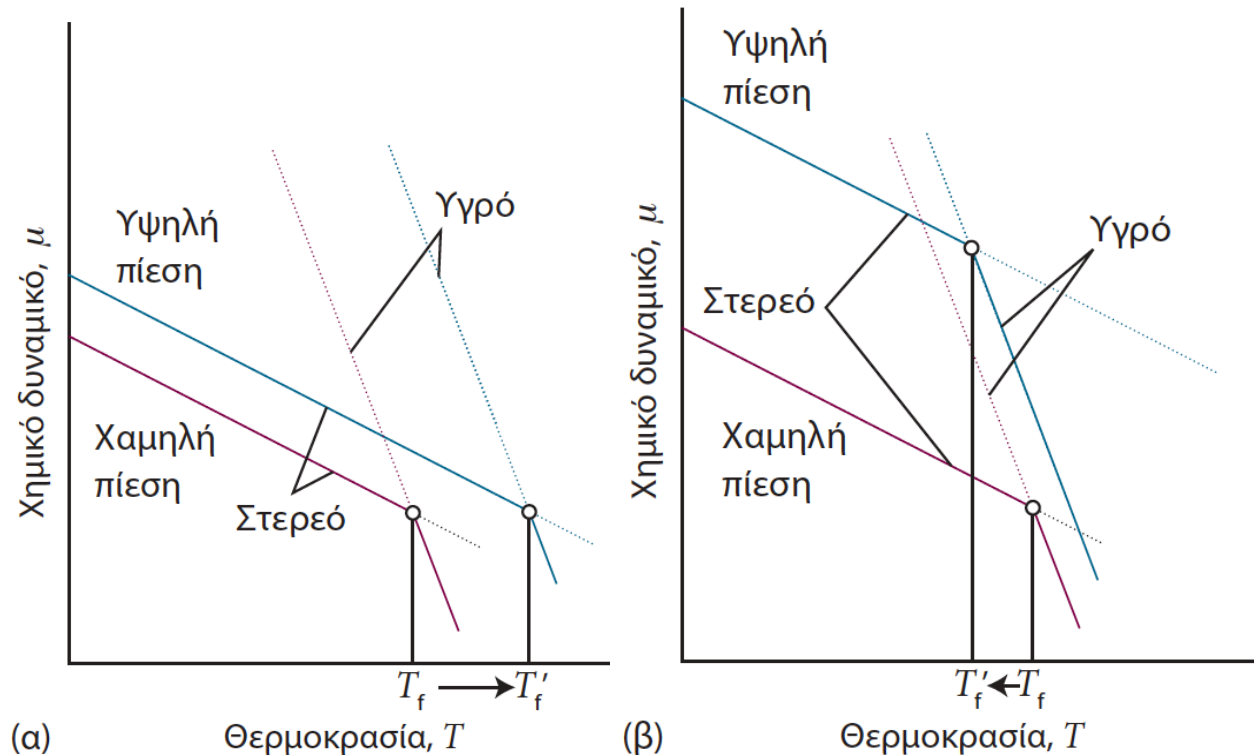 Υψηλή
πίεση
Υγρό
Χαμηλή
πίεση
Στερεό
Χημικό δυναμικό, μ
T_f
T_f′
(α)
Θερμοκρασία, T
Υψηλή
πίεση
Υγρό
Στερεό
Χαμηλή
πίεση
Χημικό δυναμικό, μ
T_f′
T_f
(β)
Θερμοκρασία, T